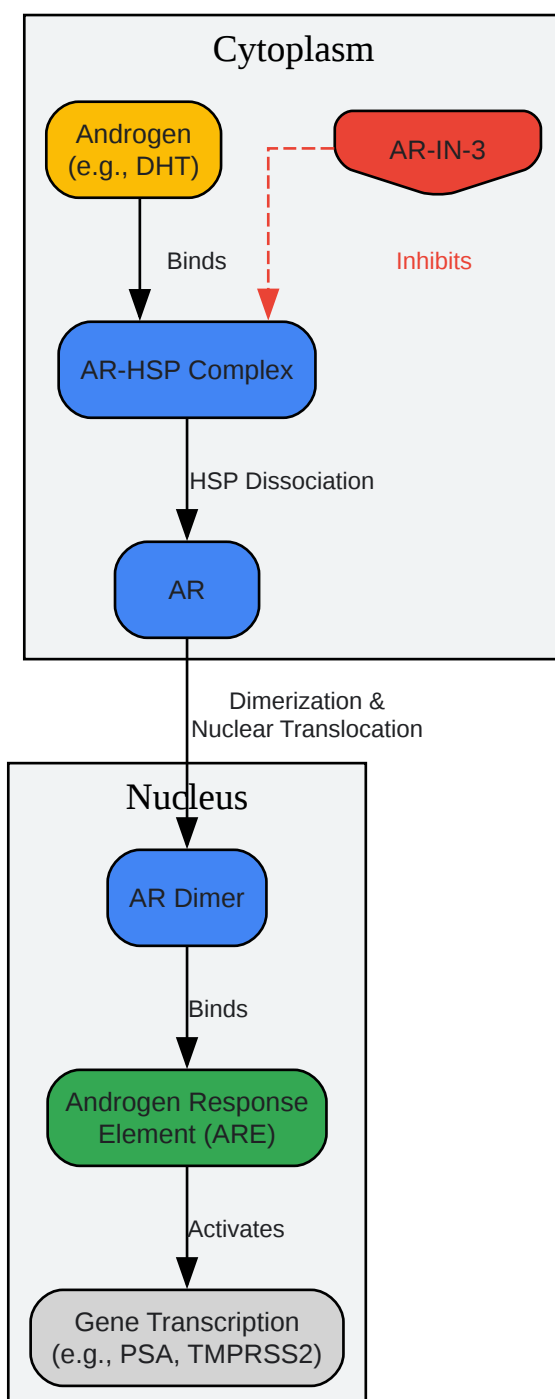 Cytoplasm
Androgen
(e.g., DHT)
AR-IN-3
Binds
Inhibits
AR-HSP Complex
HSP Dissociation
AR
Dimerization &
Nuclear Translocation
Nucleus
AR Dimer
Binds
Androgen Response
Element (ARE)
Activates
Gene Transcription
(e.g., PSA, TMPRSS2)